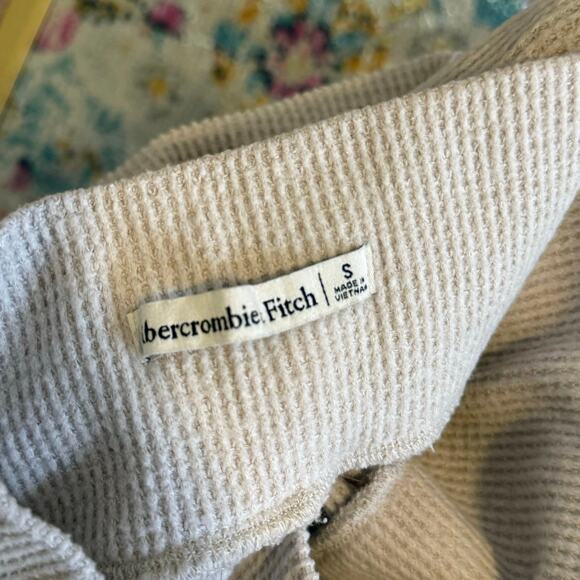 bercrombie Fitch | S
MADE IN
VIETNAM